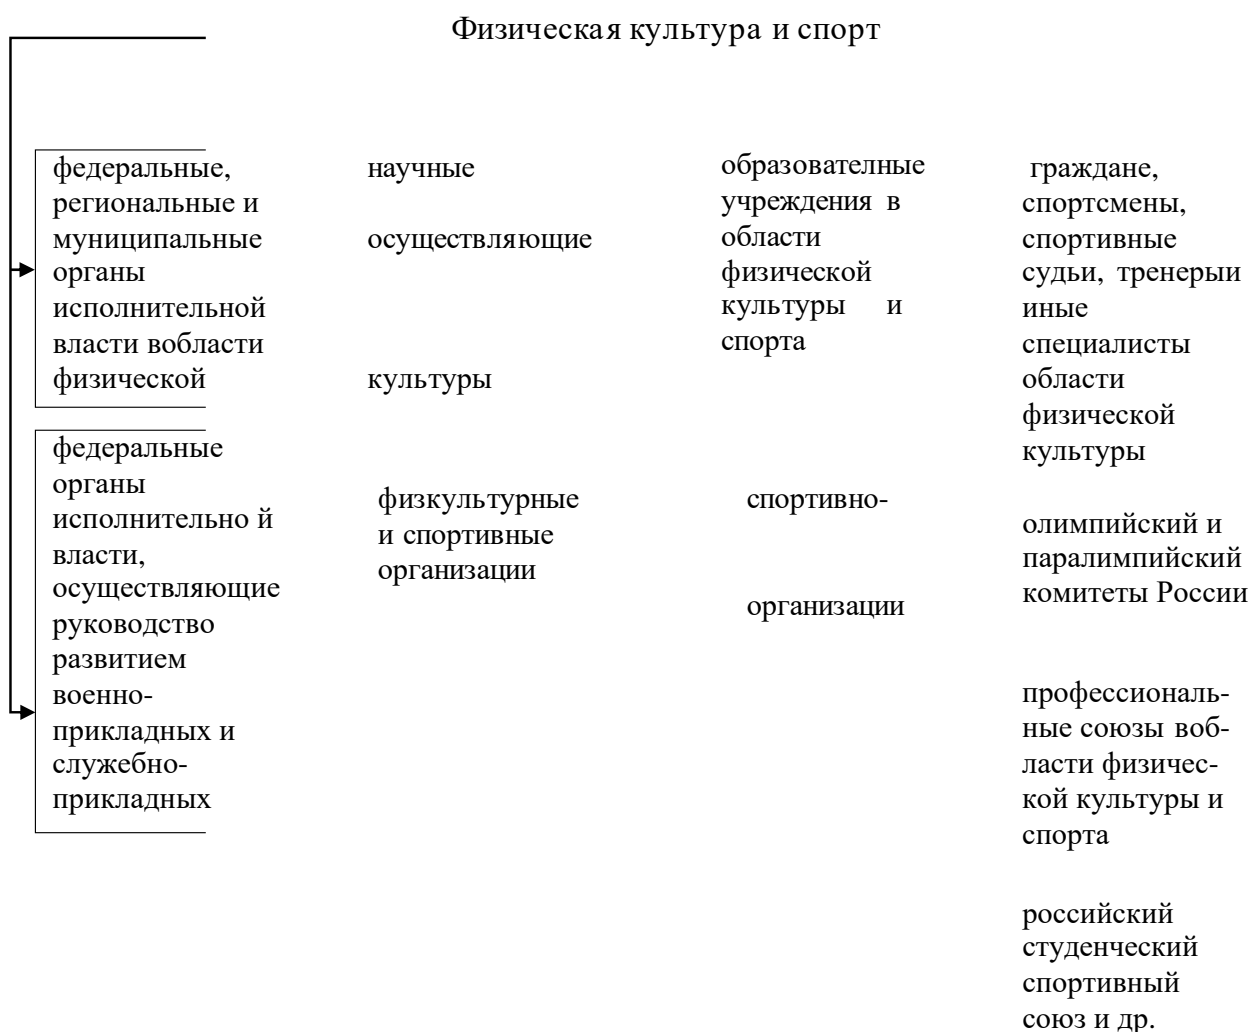 Физическая культура и спорт
федеральные,
региональные и
муниципальные
органы
исполнительной
власти вобласти
физической
федеральные
органы
исполнительно й
власти,
осуществляющие
руководство
развитием
военно-
прикладных и
служебно-
прикладных
научные
осуществляющие
культуры
физкультурные
и спортивные
организации
образователные
учреждения в
области
физической
культуры и
спорта
спортивно-
организации
граждане,
спортсмены,
спортивные
судьи, тренерыи
иные
специалисты
области
физической
культуры
олимпийский и
паралимпийский
комитеты России
профессиональ-
ные союзы воб-
ласти физичес-
кой культуры и
спорта
российский
студенческий
спортивный
союз и др.